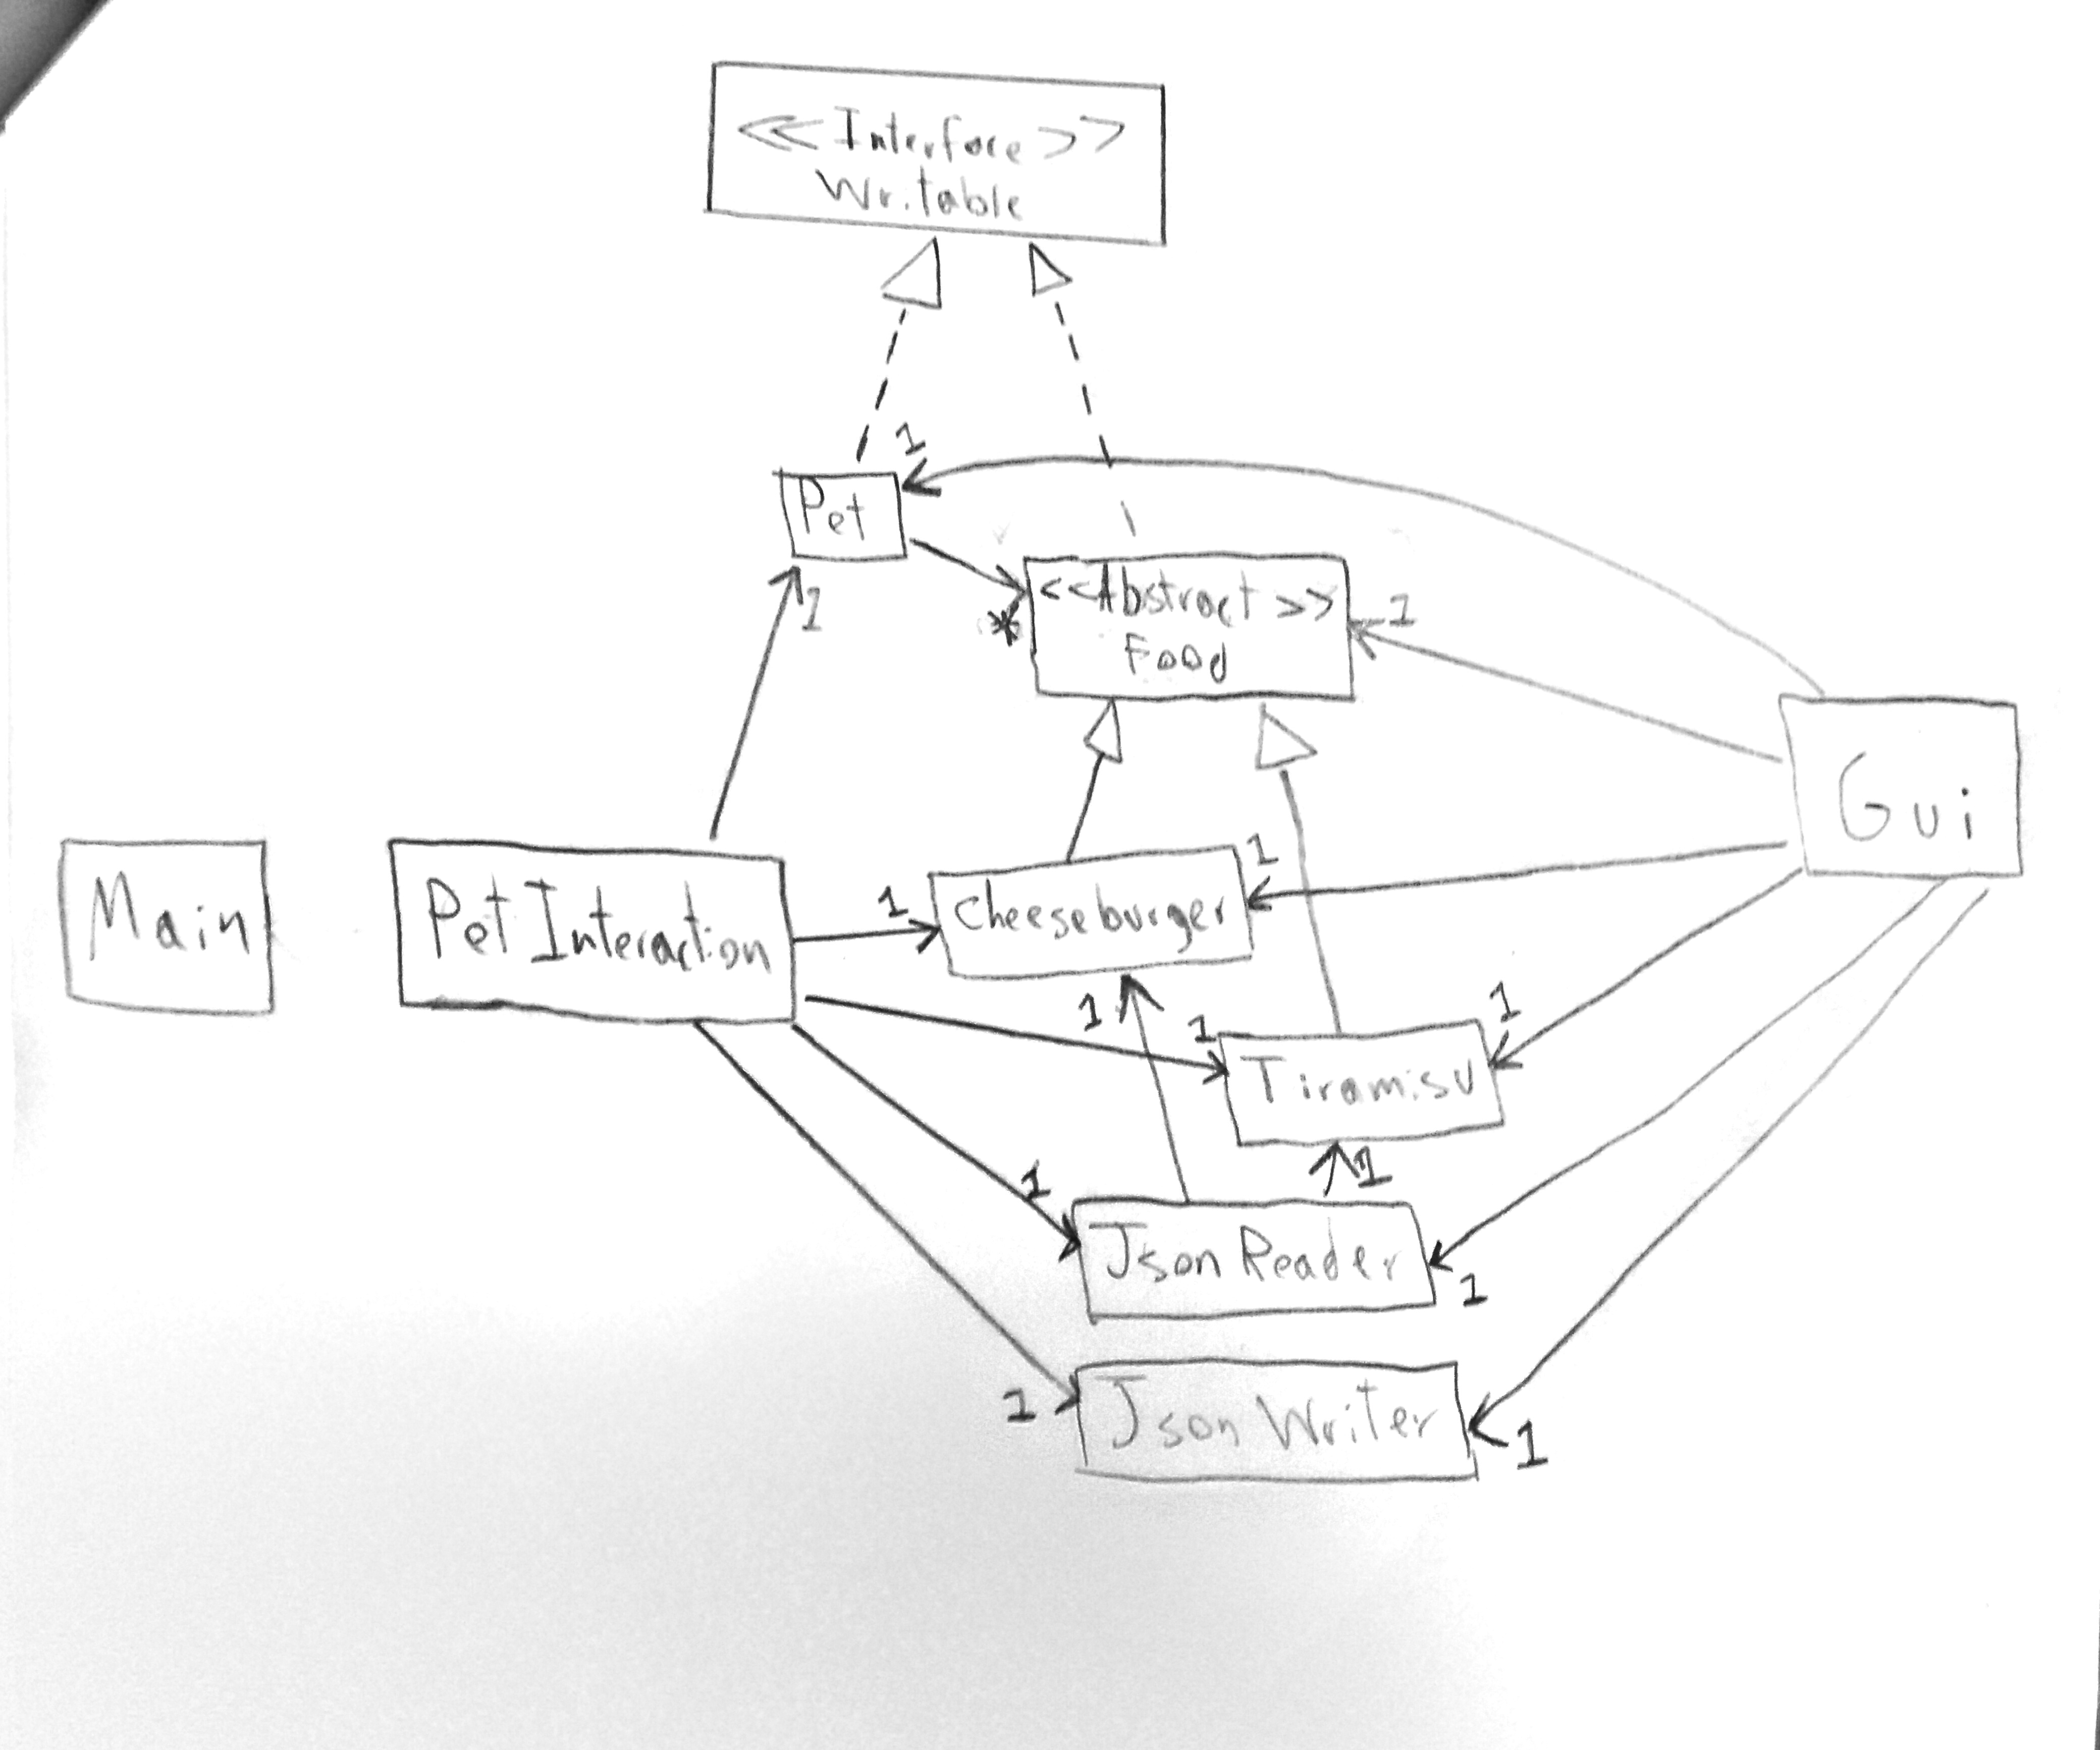 <<Interface>>
Writable
1
Pet
1
*
<<Abstract>>
Food
1
Gui
Main
Pet Interaction
1
Cheeseburger
1
1
1
Tiramisu
1
1
1
Json Reader
1
1
Json Writer
1